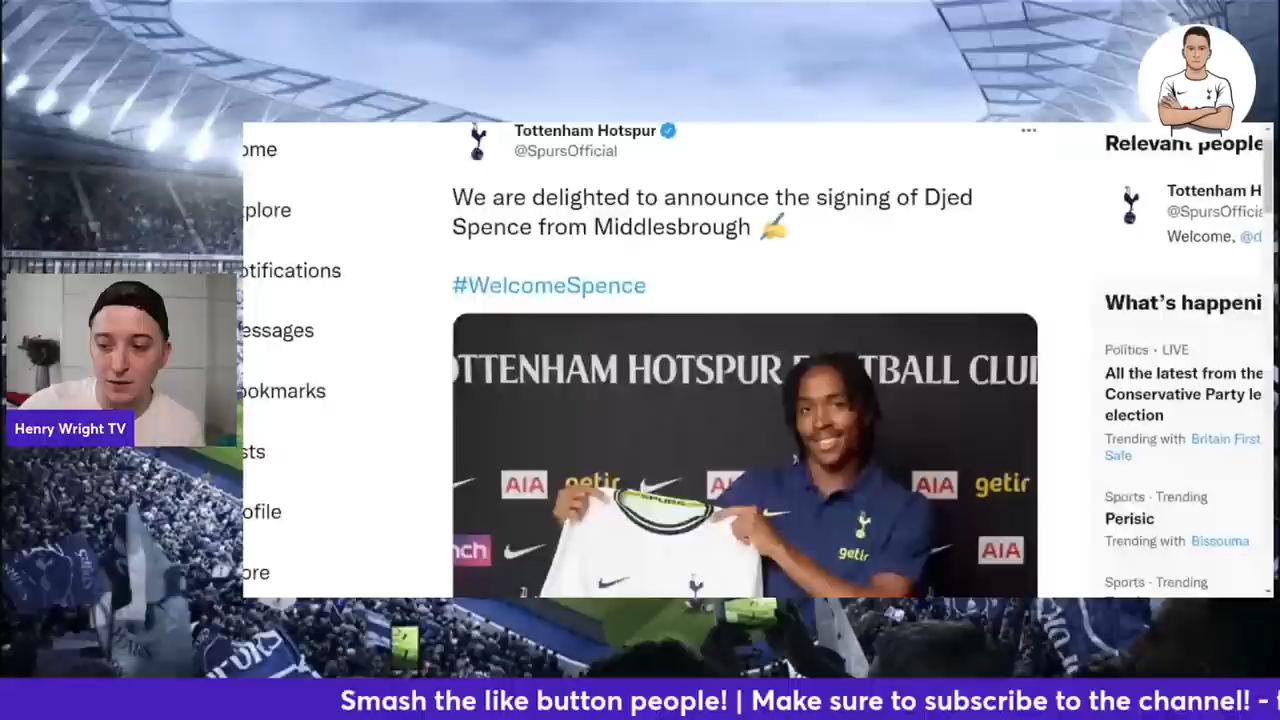 Tottenham Hotspur
@SpursOfficial
We are delighted to announce the signing of Djed
Spence from Middlesbrough
#WelcomeSpence
OTTENHAM HOTSPUR F TBALL CLU
AIA
getir
AIA
getir
AIA
getir
SPURS
ome
plore
otifications
essages
ookmarks
sts
ofile
ore
Relevant people
Tottenham H
@SpursOfficia
Welcome, @d
What's happeni
Politics · LIVE
All the latest from the
Conservative Party le
election
Trending with Britain First
Safe
Sports · Trending
Perisic
Trending with Bissouma
Sports · Trending
Henry Wright TV
Smash the like button people! | Make sure to subscribe to the channel! -